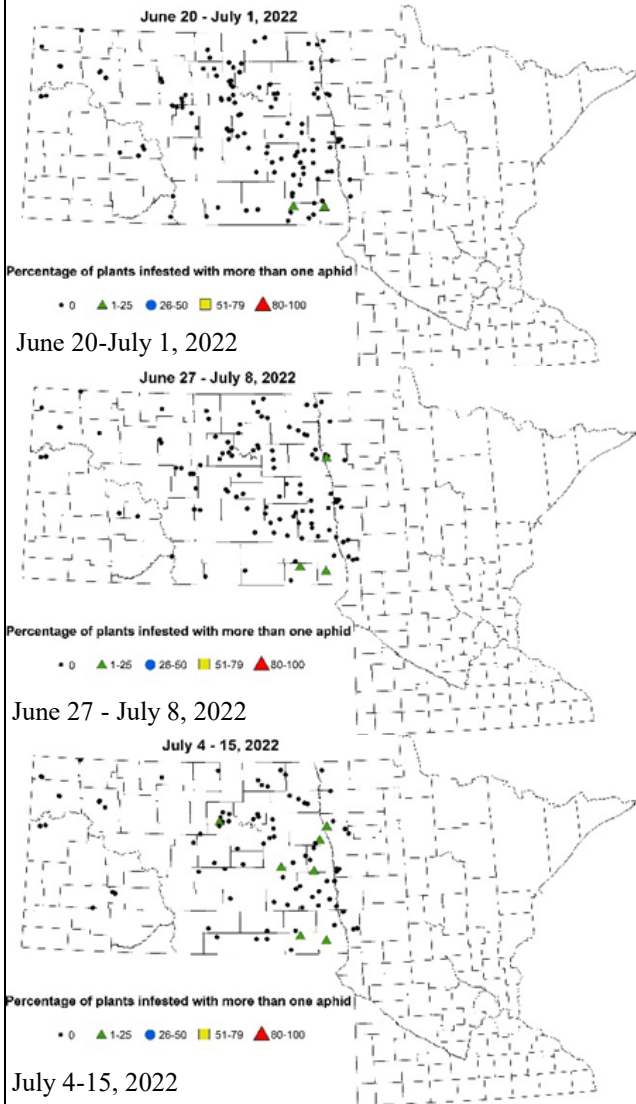 June 20 - July 1, 2022
Percentage of plants infested with more than one aphid
0 1-25 26-50 51-79 80-100
June 20-July 1, 2022
June 27 - July 8, 2022
Percentage of plants infested with more than one aphid
0 1-25 26-50 51-79 80-100
June 27 - July 8, 2022
July 4 - 15, 2022
Percentage of plants infested with more than one aphid
0 1-25 26-50 51-79 80-100
July 4-15, 2022